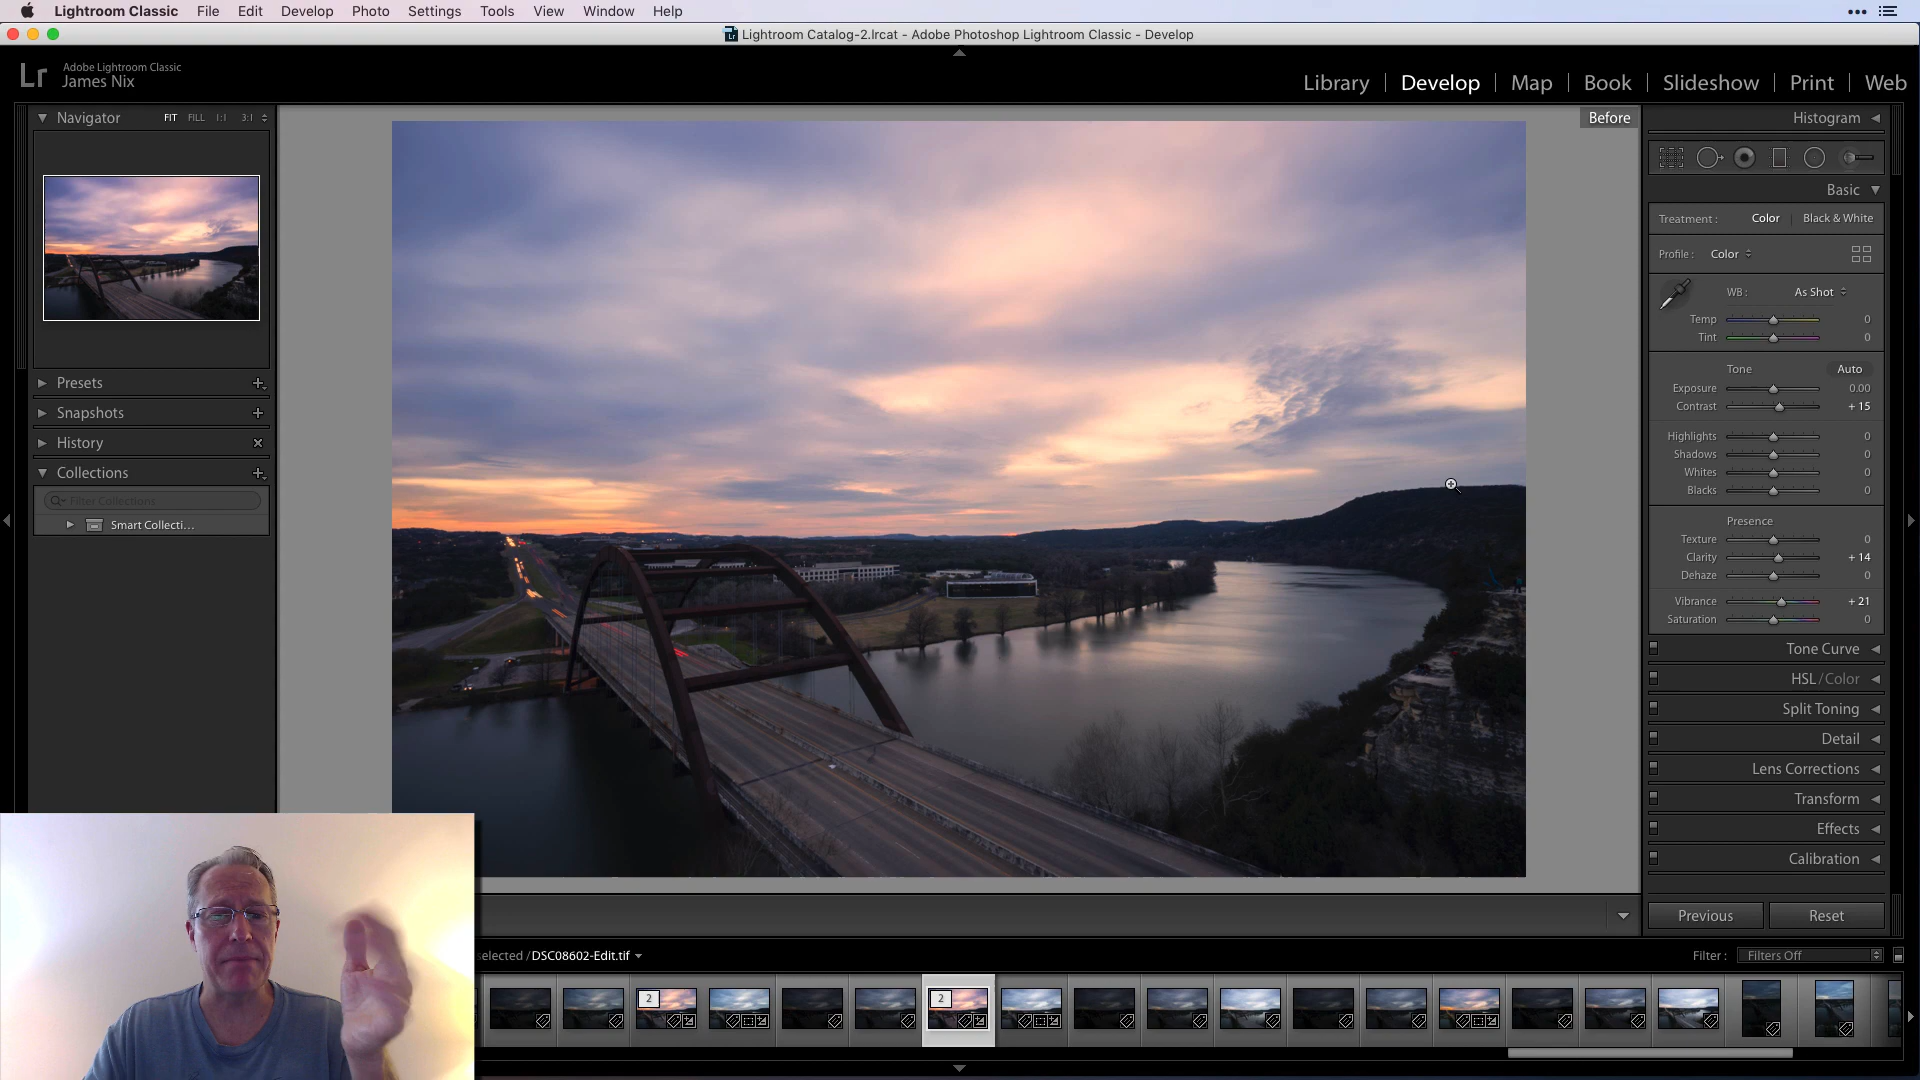 Lightroom Classic File Edit Develop Photo Settings Tools View Window Help
Lightroom Catalog-2.lrcat - Adobe Photoshop Lightroom Classic - Develop
Lr Adobe Lightroom Classic
James Nix
Library Develop Map Book Slideshow Print Web
Navigator FIT FILL 1:1 3:1
Presets
Snapshots
History
Collections
Filter Collections
Smart Collecti...
Before
Histogram
Basic
Treatment : Color Black & White
Profile : Color
WB : As Shot
Temp 0
Tint 0
Tone Auto
Exposure 0.00
Contrast + 15
Highlights 0
Shadows 0
Whites 0
Blacks 0
Presence
Texture 0
Clarity + 14
Dehaze 0
Vibrance + 21
Saturation 0
Tone Curve
HSL / Color
Split Toning
Detail
Lens Corrections
Transform
Effects
Calibration
Previous Reset
selected / DSC08602-Edit.tif
Filter : Filters Off
2
2